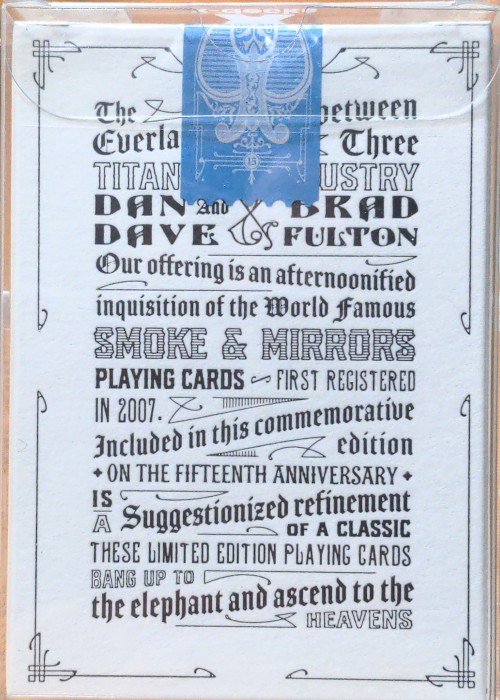 The between
Everla Three
TITAN USTRY
DAN And BRAD
DAVE FULTON
Our offering is an afternoonified
inquisition of the World Famous
SMOKE & MIRRORS
PLAYING CARDS FIRST REGISTERED
IN 2007.
Included in this commemorative
edition
ON THE FIFTEENTH ANNIVERSARY
IS
A Suggestionized refinement
OF A CLASSIC
THESE LIMITED EDITION PLAYING CARDS
BANG UP TO
the elephant and ascend to the
HEAVENS
15